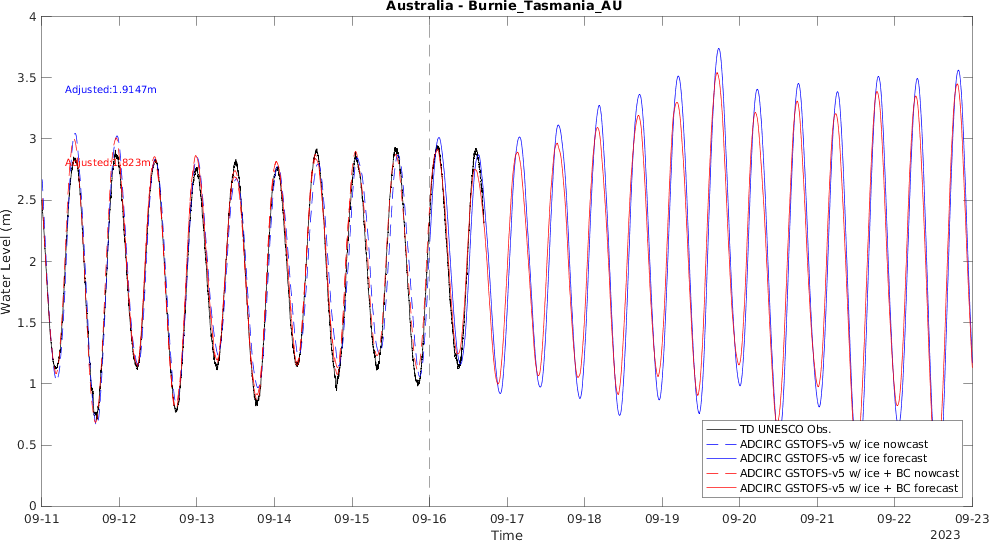 Australia - Burnie_Tasmania_AU
4
3.5
3
2.5
2
1.5
1
0.5
0
Water Level (m)
Adjusted:1.9147m
Adjusted:1.823m
TD UNESCO Obs.
ADCIRC GSTOFS-v5 w/ ice nowcast
ADCIRC GSTOFS-v5 w/ ice forecast
ADCIRC GSTOFS-v5 w/ ice + BC nowcast
ADCIRC GSTOFS-v5 w/ ice + BC forecast
09-11 09-12 09-13 09-14 09-15 09-16 09-17 09-18 09-19 09-20 09-21 09-22 09-23
Time
2023